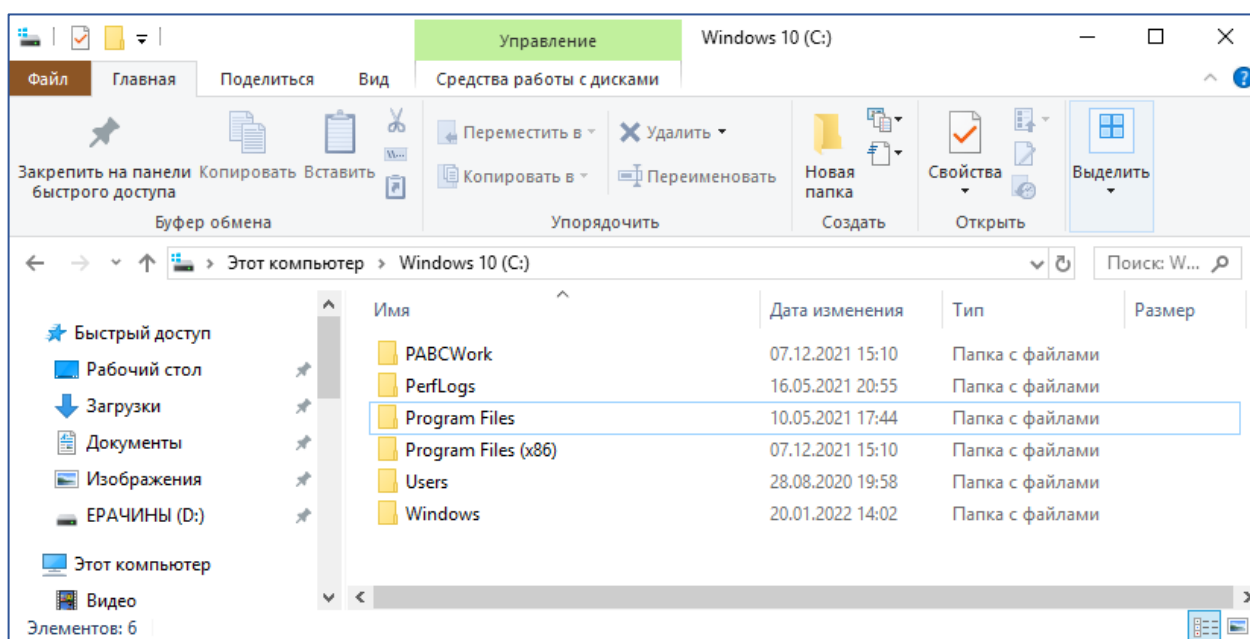 Управление Windows 10 (C:)
Файл Главная Поделиться Вид Средства работы с дисками
Закрепить на панели быстрого доступа
Копировать
Вставить
Буфер обмена
Переместить в
Копировать в
Удалить
Переименовать
Упорядочить
Новая папка
Создать
Свойства
Открыть
Выделить
Этот компьютер Windows 10 (C:) Поиск: W...
Быстрый доступ
Рабочий стол
Загрузки
Документы
Изображения
ЕРАЧИНЫ (D:)
Этот компьютер
Видео
Имя Дата изменения Тип Размер
PABCWork 07.12.2021 15:10 Папка с файлами
PerfLogs 16.05.2021 20:55 Папка с файлами
Program Files 10.05.2021 17:44 Папка с файлами
Program Files (x86) 07.12.2021 15:10 Папка с файлами
Users 28.08.2020 19:58 Папка с файлами
Windows 20.01.2022 14:02 Папка с файлами
Элементов: 6